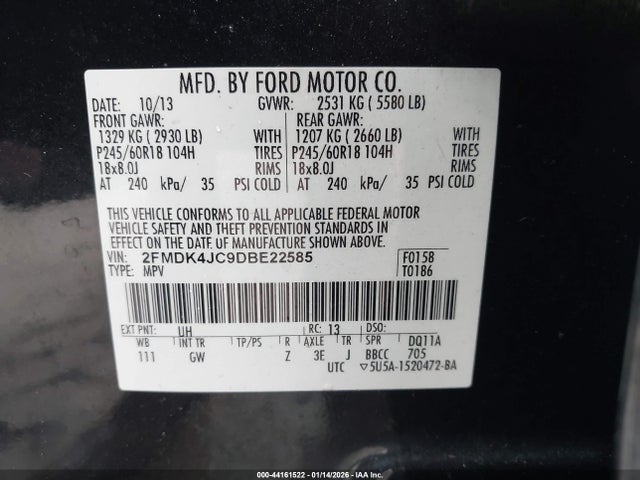 MFD. BY FORD MOTOR CO.
DATE: 10/13 GVWR: 2531 KG ( 5580 LB)
FRONT GAWR: REAR GAWR:
1329 KG ( 2930 LB) WITH 1207 KG ( 2660 LB) WITH
P245/60R18 104H TIRES P245/60R18 104H TIRES
18x8.0J RIMS 18x8.0J RIMS
AT 240 kPa/ 35 PSI COLD AT 240 kPa/ 35 PSI COLD
THIS VEHICLE CONFORMS TO ALL APPLICABLE FEDERAL MOTOR
VEHICLE SAFETY AND THEFT PREVENTION STANDARDS IN
EFFECT ON THE DATE OF MANUFACTURE SHOWN ABOVE.
VIN: 2FMDK4JC9DBE22585 F0158
TYPE: MPV T0186
EXT PNT: UH RC: 13 DSO:
WB INT TR TP/PS R AXLE TR SPR DQ11A
111 GW Z 3E J BBCC 705
UTC ▽5U5A-1520472-BA
000-44161522 01/14/2026 IAAI.COM